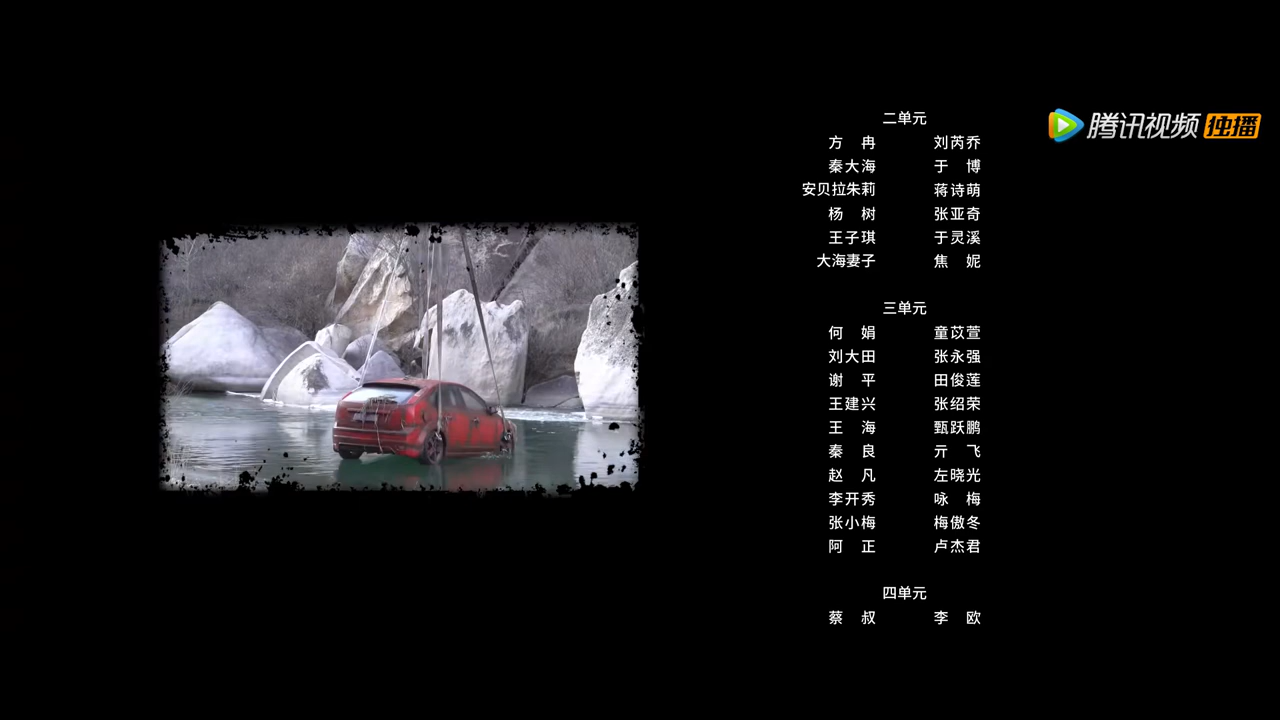 腾讯视频 独播
二单元
方 冉 刘芮乔
秦大海 于 博
安贝拉朱莉 蒋诗萌
杨 树 张亚奇
王子琪 于灵溪
大海妻子 焦 妮
三单元
何 娟 童苡萱
刘大田 张永强
谢 平 田俊莲
王建兴 张绍荣
王 海 甄跃鹏
秦 良 亓 飞
赵 凡 左晓光
李开秀 咏 梅
张小梅 梅傲冬
阿 正 卢杰君
四单元
蔡 叔 李 欧